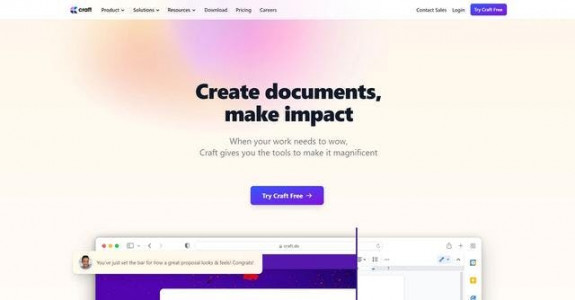 craft Product Solutions Resources Download Pricing Careers Contact Sales Login Try Craft Free
Create documents,
make impact
When your work needs to wow,
Craft gives you the tools to make it magnificent
Try Craft Free →
craft.do
You've just set the bar for how a great proposal looks & feels! Congrats!